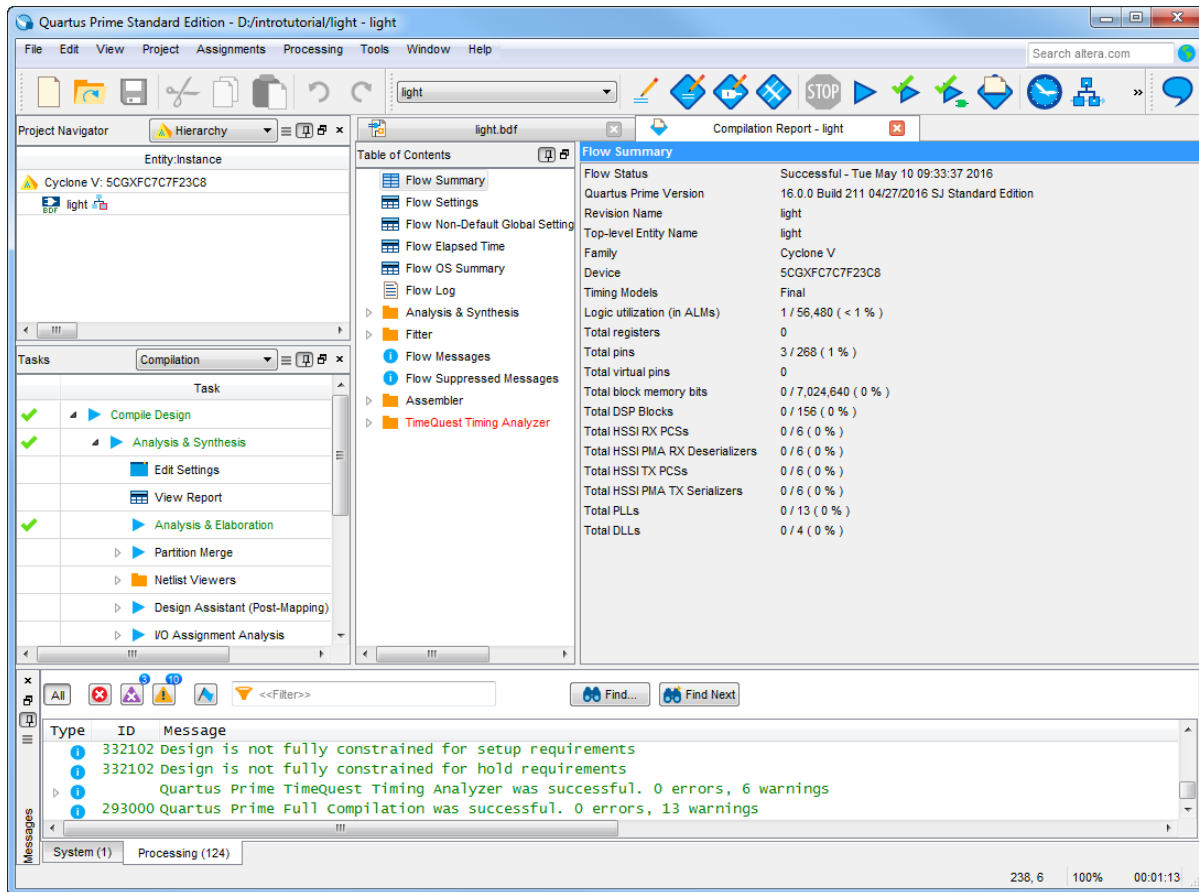 Quartus Prime Standard Edition - D:/introtutorial/light - light
File Edit View Project Assignments Processing Tools Window Help
Search altera.com
light
STOP
»
Project Navigator
Hierarchy
Entity:Instance
Cyclone V: 5CGXFC7C7F23C8
BDF light
Tasks
Compilation
Task
Compile Design
Analysis & Synthesis
Edit Settings
View Report
Analysis & Elaboration
Partition Merge
Netlist Viewers
Design Assistant (Post-Mapping)
I/O Assignment Analysis
light.bdf
Compilation Report - light
Table of Contents
Flow Summary
Flow Settings
Flow Non-Default Global Setting
Flow Elapsed Time
Flow OS Summary
Flow Log
Analysis & Synthesis
Fitter
Flow Messages
Flow Suppressed Messages
Assembler
TimeQuest Timing Analyzer
Flow Summary
Flow Status Successful - Tue May 10 09:33:37 2016
Quartus Prime Version 16.0.0 Build 211 04/27/2016 SJ Standard Edition
Revision Name light
Top-level Entity Name light
Family Cyclone V
Device 5CGXFC7C7F23C8
Timing Models Final
Logic utilization (in ALMs) 1 / 56,480 ( < 1 % )
Total registers 0
Total pins 3 / 268 ( 1 % )
Total virtual pins 0
Total block memory bits 0 / 7,024,640 ( 0 % )
Total DSP Blocks 0 / 156 ( 0 % )
Total HSSI RX PCSs 0 / 6 ( 0 % )
Total HSSI PMA RX Deserializers 0 / 6 ( 0 % )
Total HSSI TX PCSs 0 / 6 ( 0 % )
Total HSSI PMA TX Serializers 0 / 6 ( 0 % )
Total PLLs 0 / 13 ( 0 % )
Total DLLs 0 / 4 ( 0 % )
All 3 10 <<Filter>> Find... Find Next
Type ID Message
332102 Design is not fully constrained for setup requirements
332102 Design is not fully constrained for hold requirements
Quartus Prime TimeQuest Timing Analyzer was successful. 0 errors, 6 warnings
293000 Quartus Prime Full Compilation was successful. 0 errors, 13 warnings
Messages
System (1) Processing (124)
238, 6 100% 00:01:13